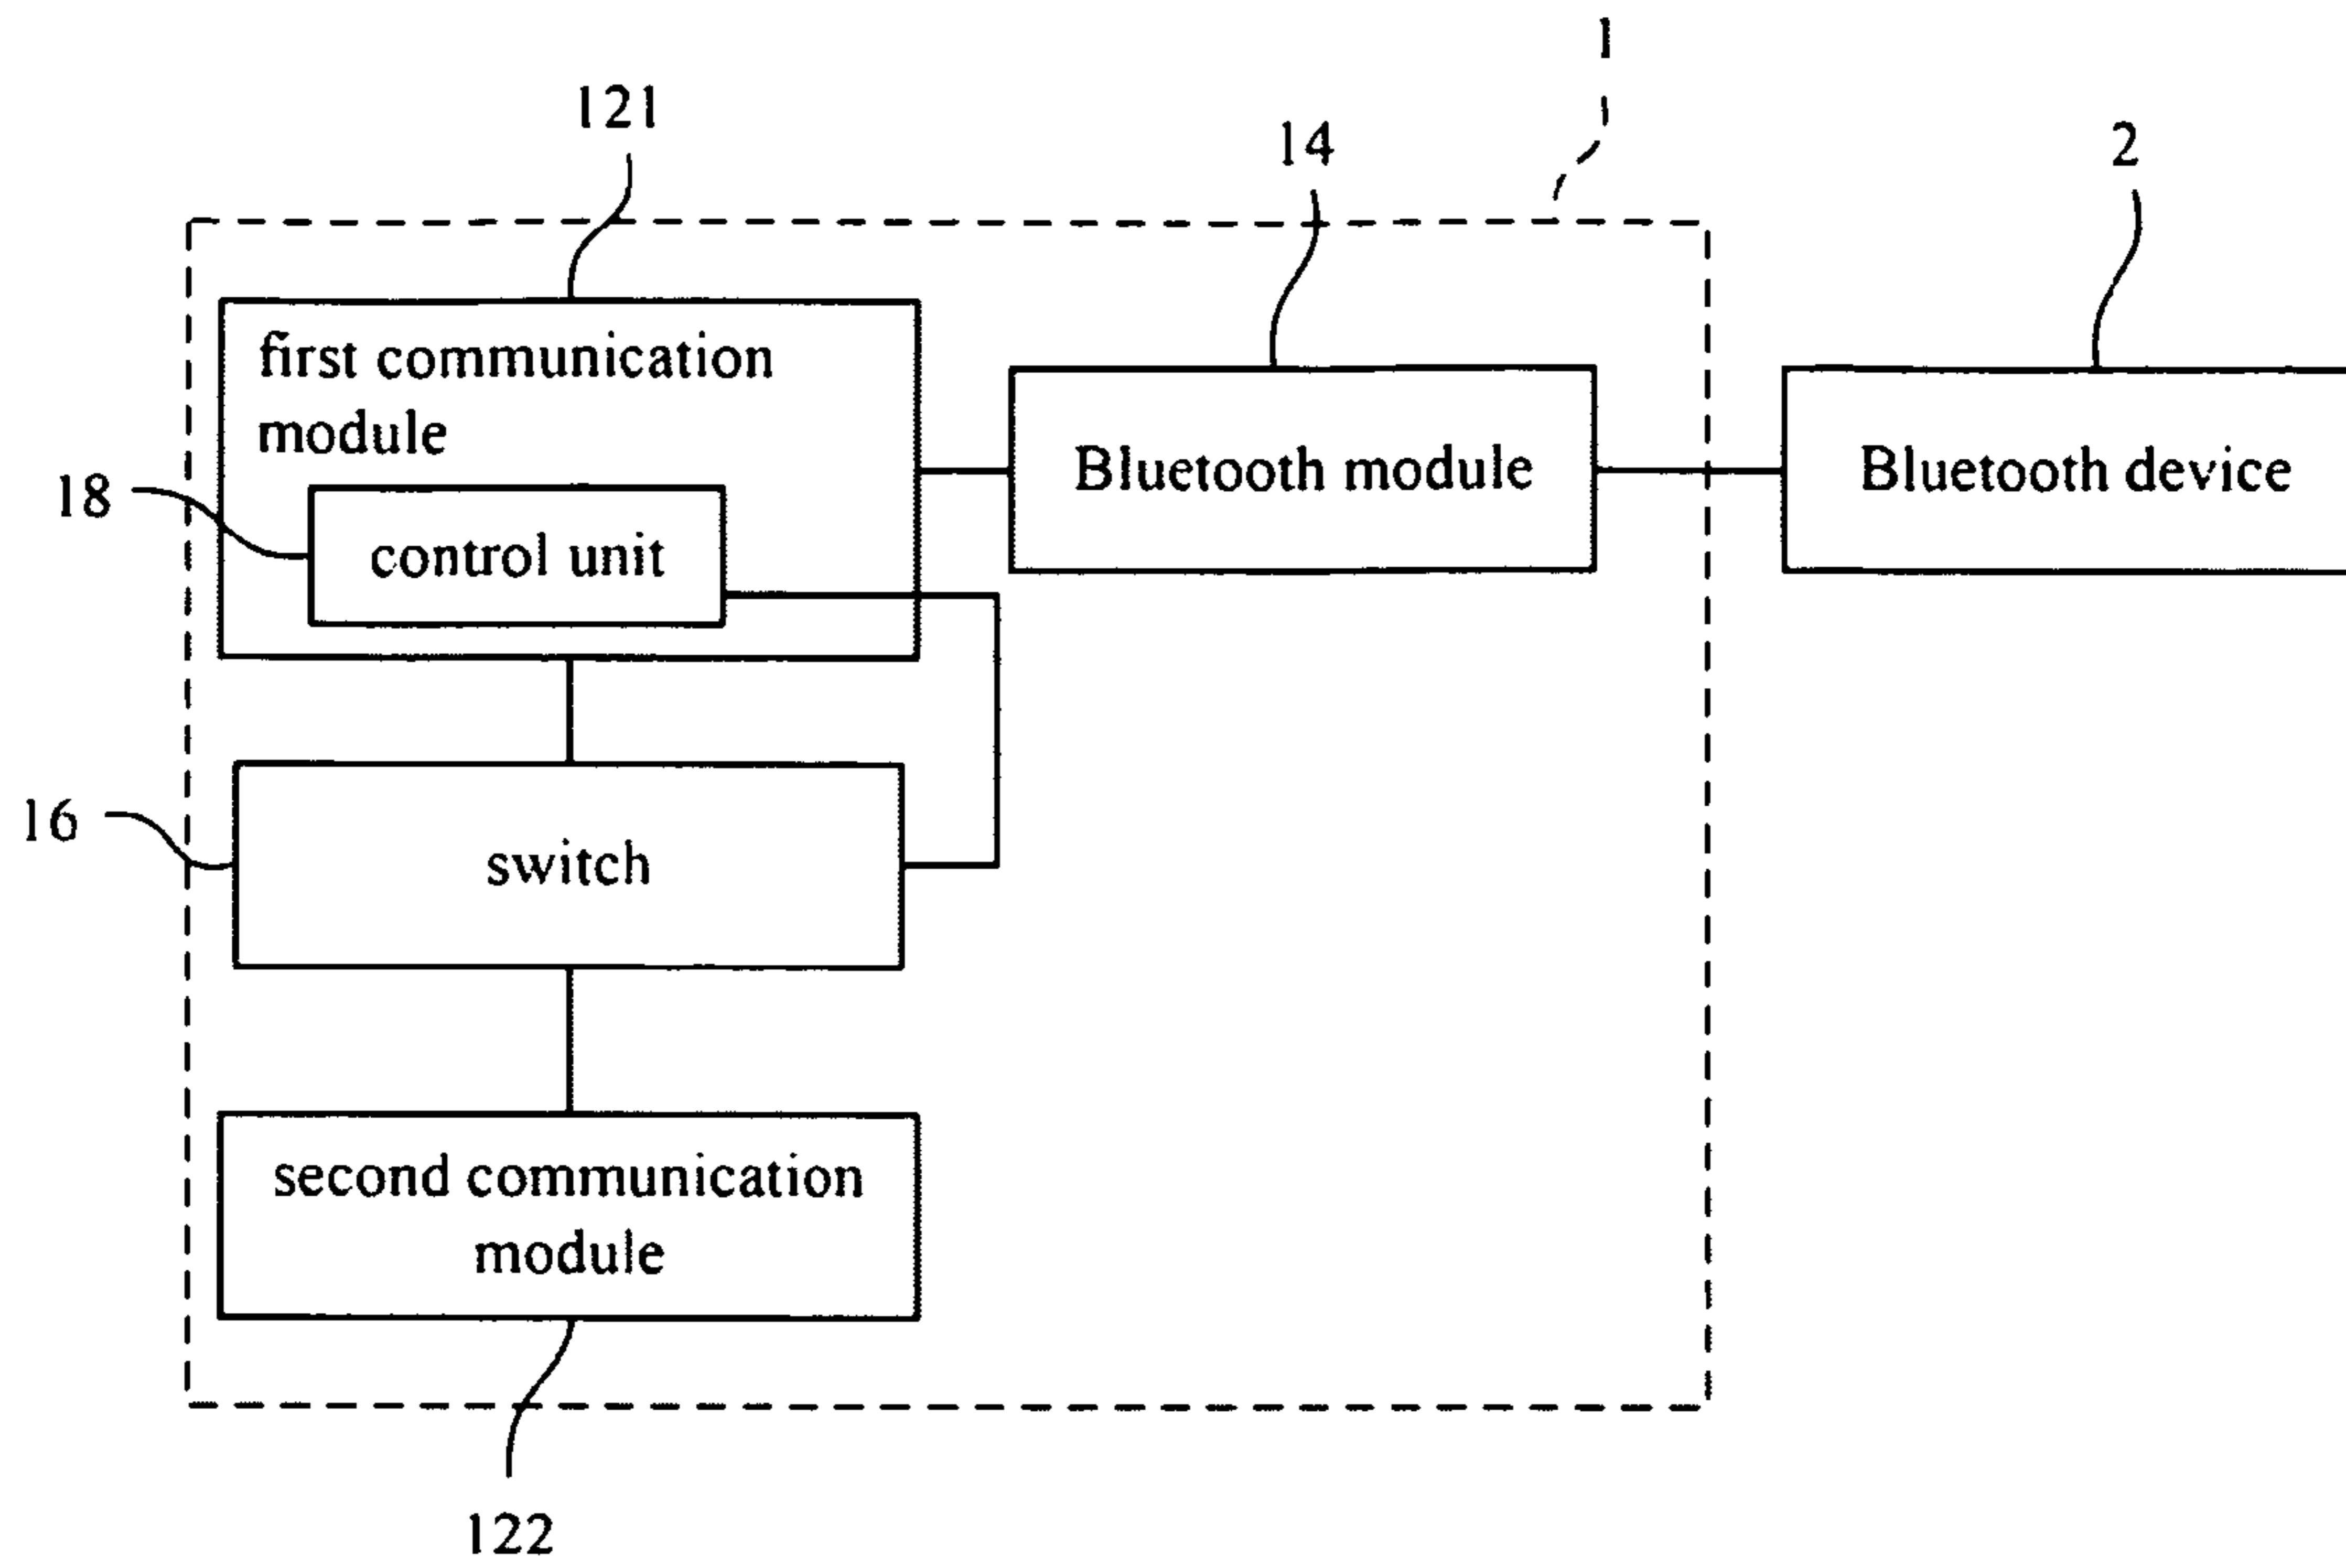 1
121
14
2
first communication
module
18
control unit
Bluetooth module
Bluetooth device
16
switch
second communication
module
122